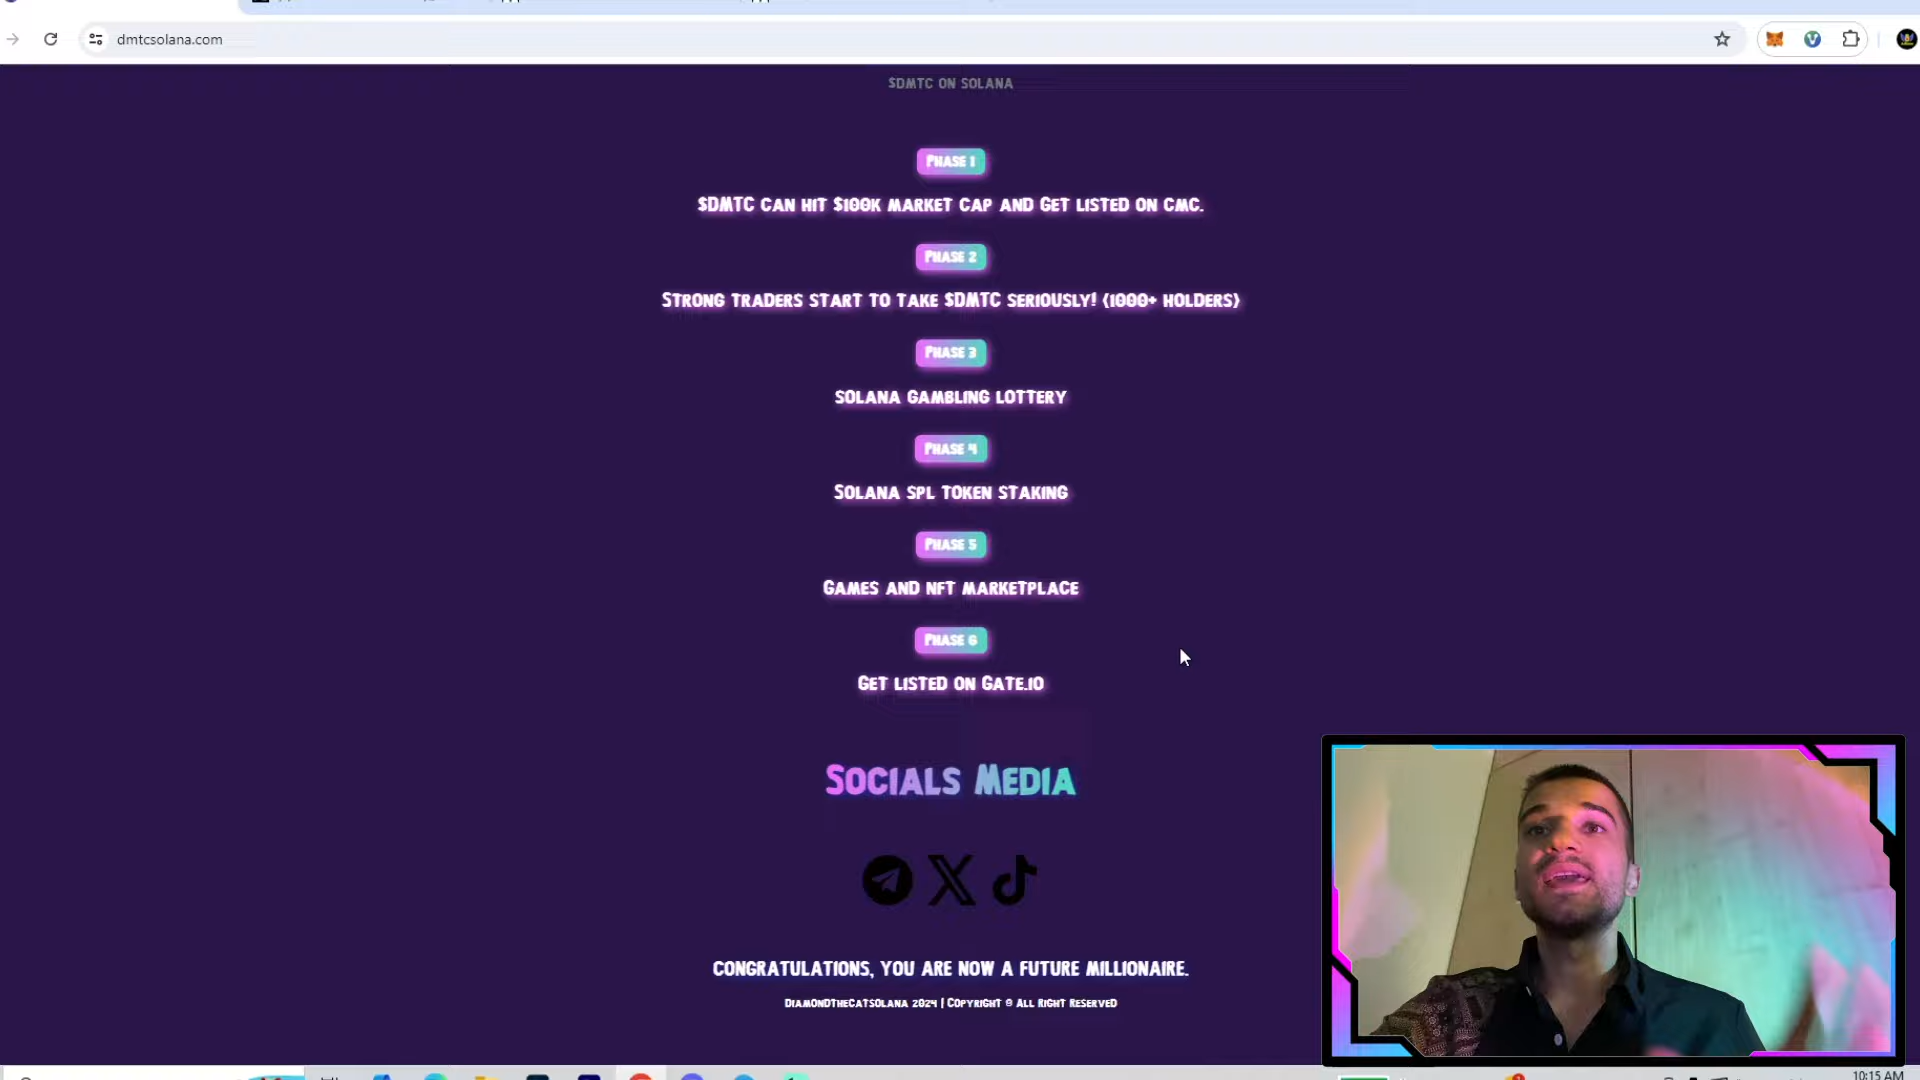 dmtcsolana.com
$DMTC ON SOLANA
PHASE 1
$DMTC CAN HIT $100K MARKET CAP AND GET LISTED ON CMC.
PHASE 2
STRONG TRADERS START TO TAKE $DMTC SERIOUSLY! (1000+ HOLDERS)
PHASE 3
SOLANA GAMBLING LOTTERY
PHASE 4
SOLANA SPL TOKEN STAKING
PHASE 5
GAMES AND NFT MARKETPLACE
PHASE 6
GET LISTED ON GATE.IO
SOCIALS MEDIA
CONGRATULATIONS, YOU ARE NOW A FUTURE MILLIONAIRE.
DIAMONDTHECATSOLANA 2024 | COPYRIGHT © ALL RIGHT RESERVED
10:15 AM